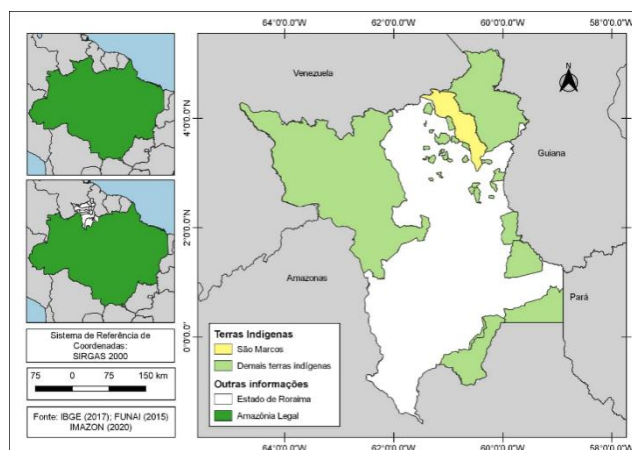 64°0'0.0"W
62°0'0.0"W
60°0'0.0"W
58°0'0.0"W
Venezuela
N
4°0'0.0"N
Guiana
2°0'0.0"N
Amazonas
Pará
0°0'0.0"
Terras Indígenas
São Marcos
Demais terras indígenas
Outras informações
Estado de Roraima
Amazônia Legal
Sistema de Referência de
Coordenadas:
SIRGAS 2000
75 0 75 150 km
Fonte: IBGE (2017); FUNAI (2015)
IMAZON (2020)
64°0'0.0"W
62°0'0.0"W
60°0'0.0"W
58°0'0.0"W